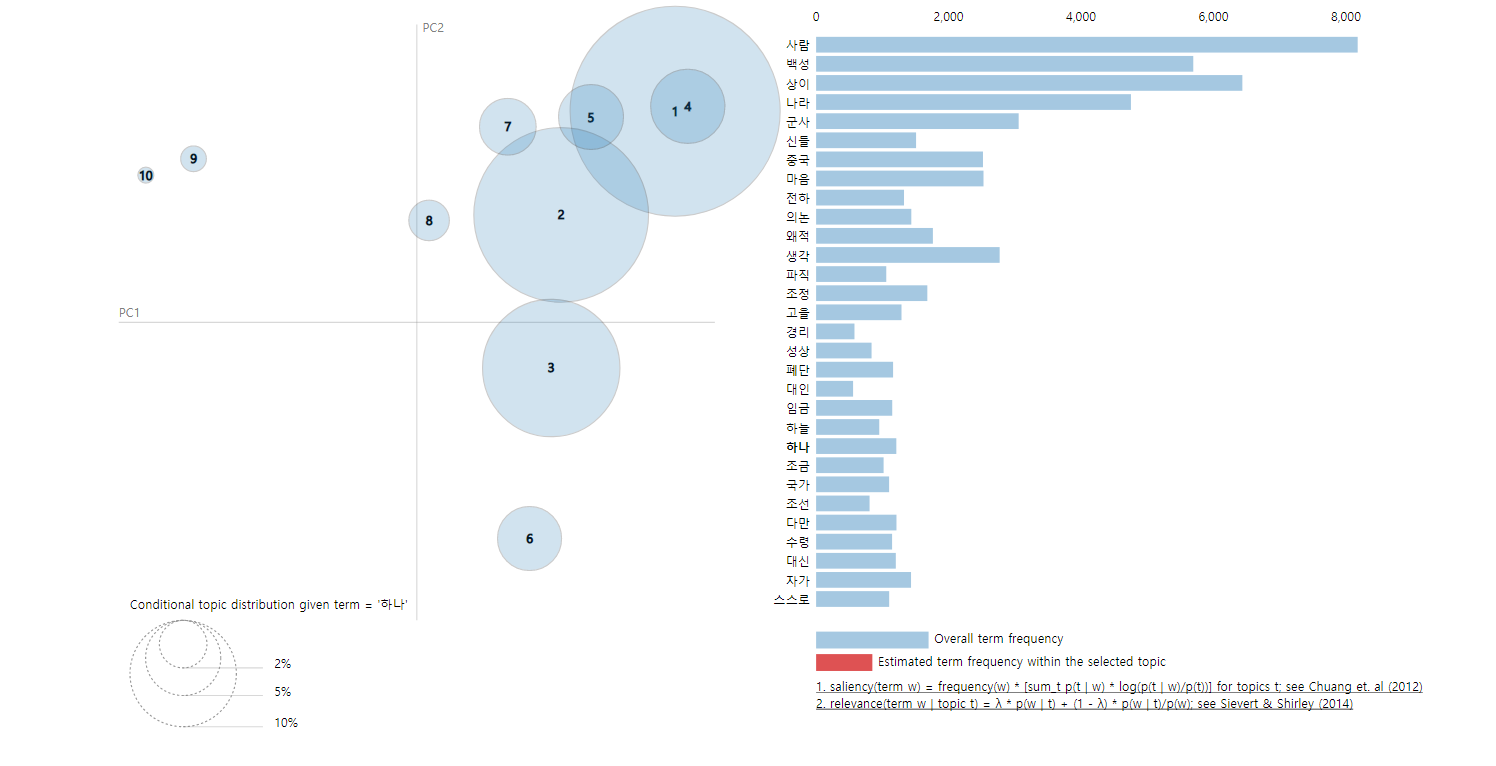 PC2
PC1
1
2
3
4
5
6
7
8
9
10
Conditional topic distribution given term = '하나'
2%
5%
10%
0 2,000 4,000 6,000 8,000
사람
백성
상이
나라
군사
신들
중국
마음
전하
의논
왜적
생각
파직
조정
고을
경리
성상
폐단
대인
임금
하늘
하나
조금
국가
조선
다만
수령
대신
자가
스스로
Overall term frequency
Estimated term frequency within the selected topic
1. saliency(term w) = frequency(w) * [sum_t p(t | w) * log(p(t | w)/p(t))] for topics t; see Chuang et. al (2012)
2. relevance(term w | topic t) = λ * p(w | t) + (1 - λ) * p(w | t)/p(w); see Sievert & Shirley (2014)